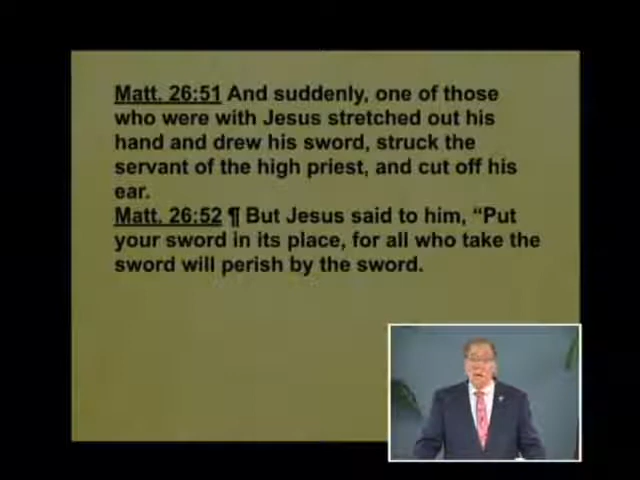 Matt. 26:51 And suddenly, one of those
who were with Jesus stretched out his
hand and drew his sword, struck the
servant of the high priest, and cut off his
ear.
Matt. 26:52 ¶ But Jesus said to him, “Put
your sword in its place, for all who take the
sword will perish by the sword.